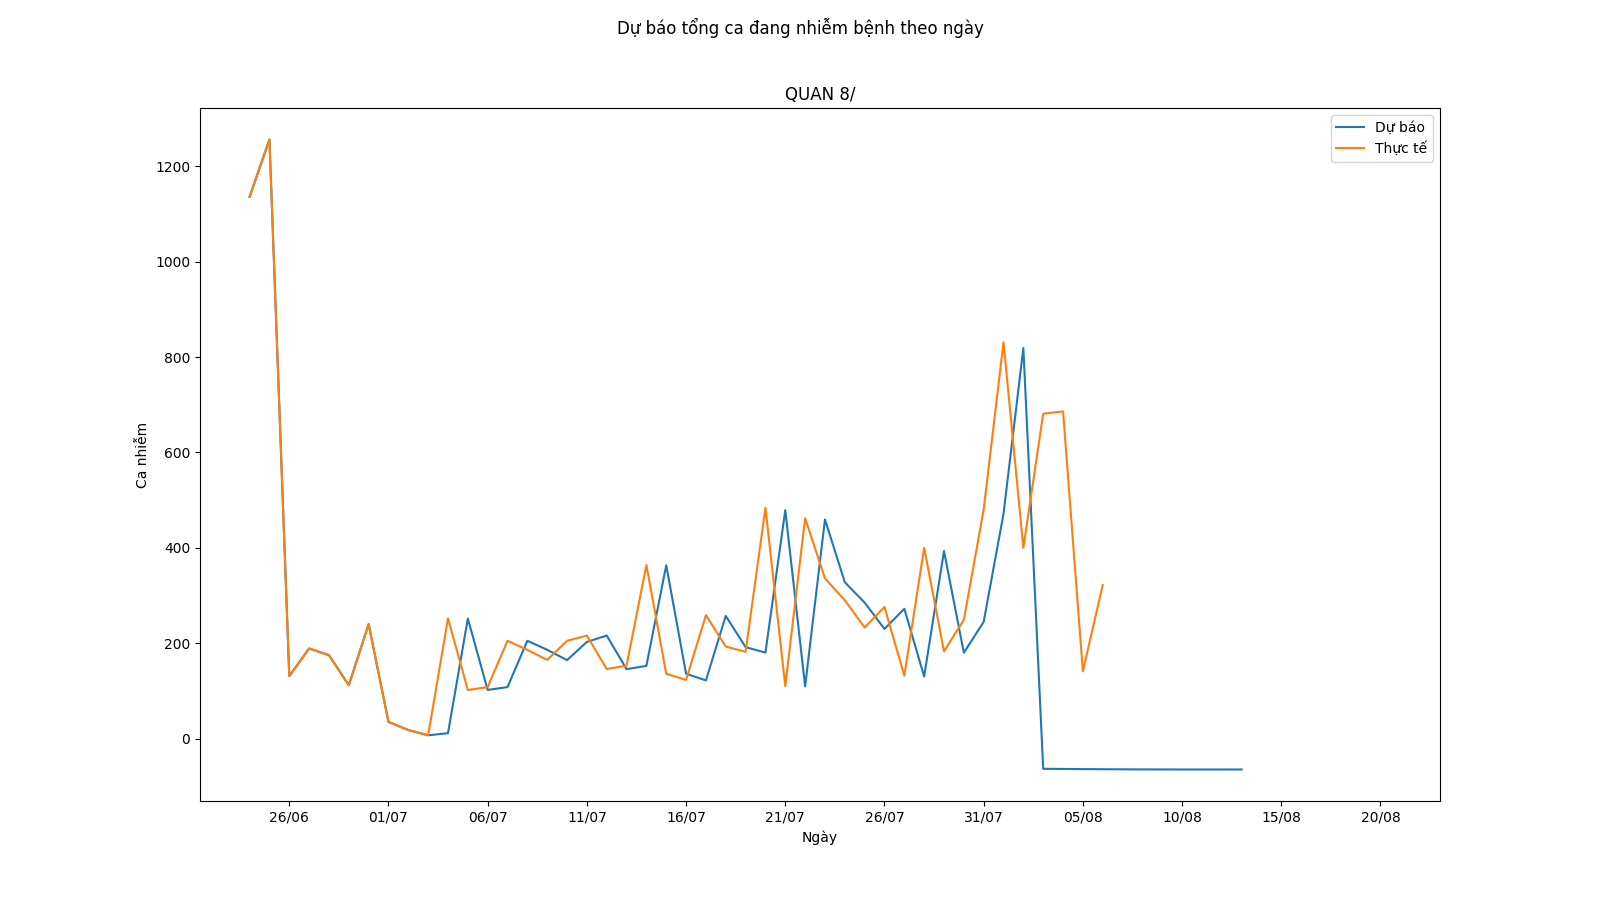 Dự báo tổng ca đang nhiễm bệnh theo ngày
QUAN 8/
Dự báo
Thực tế
1200
1000
800
600
400
200
0
Ca nhiễm
26/06 01/07 06/07 11/07 16/07 21/07 26/07 31/07 05/08 10/08 15/08 20/08
Ngày